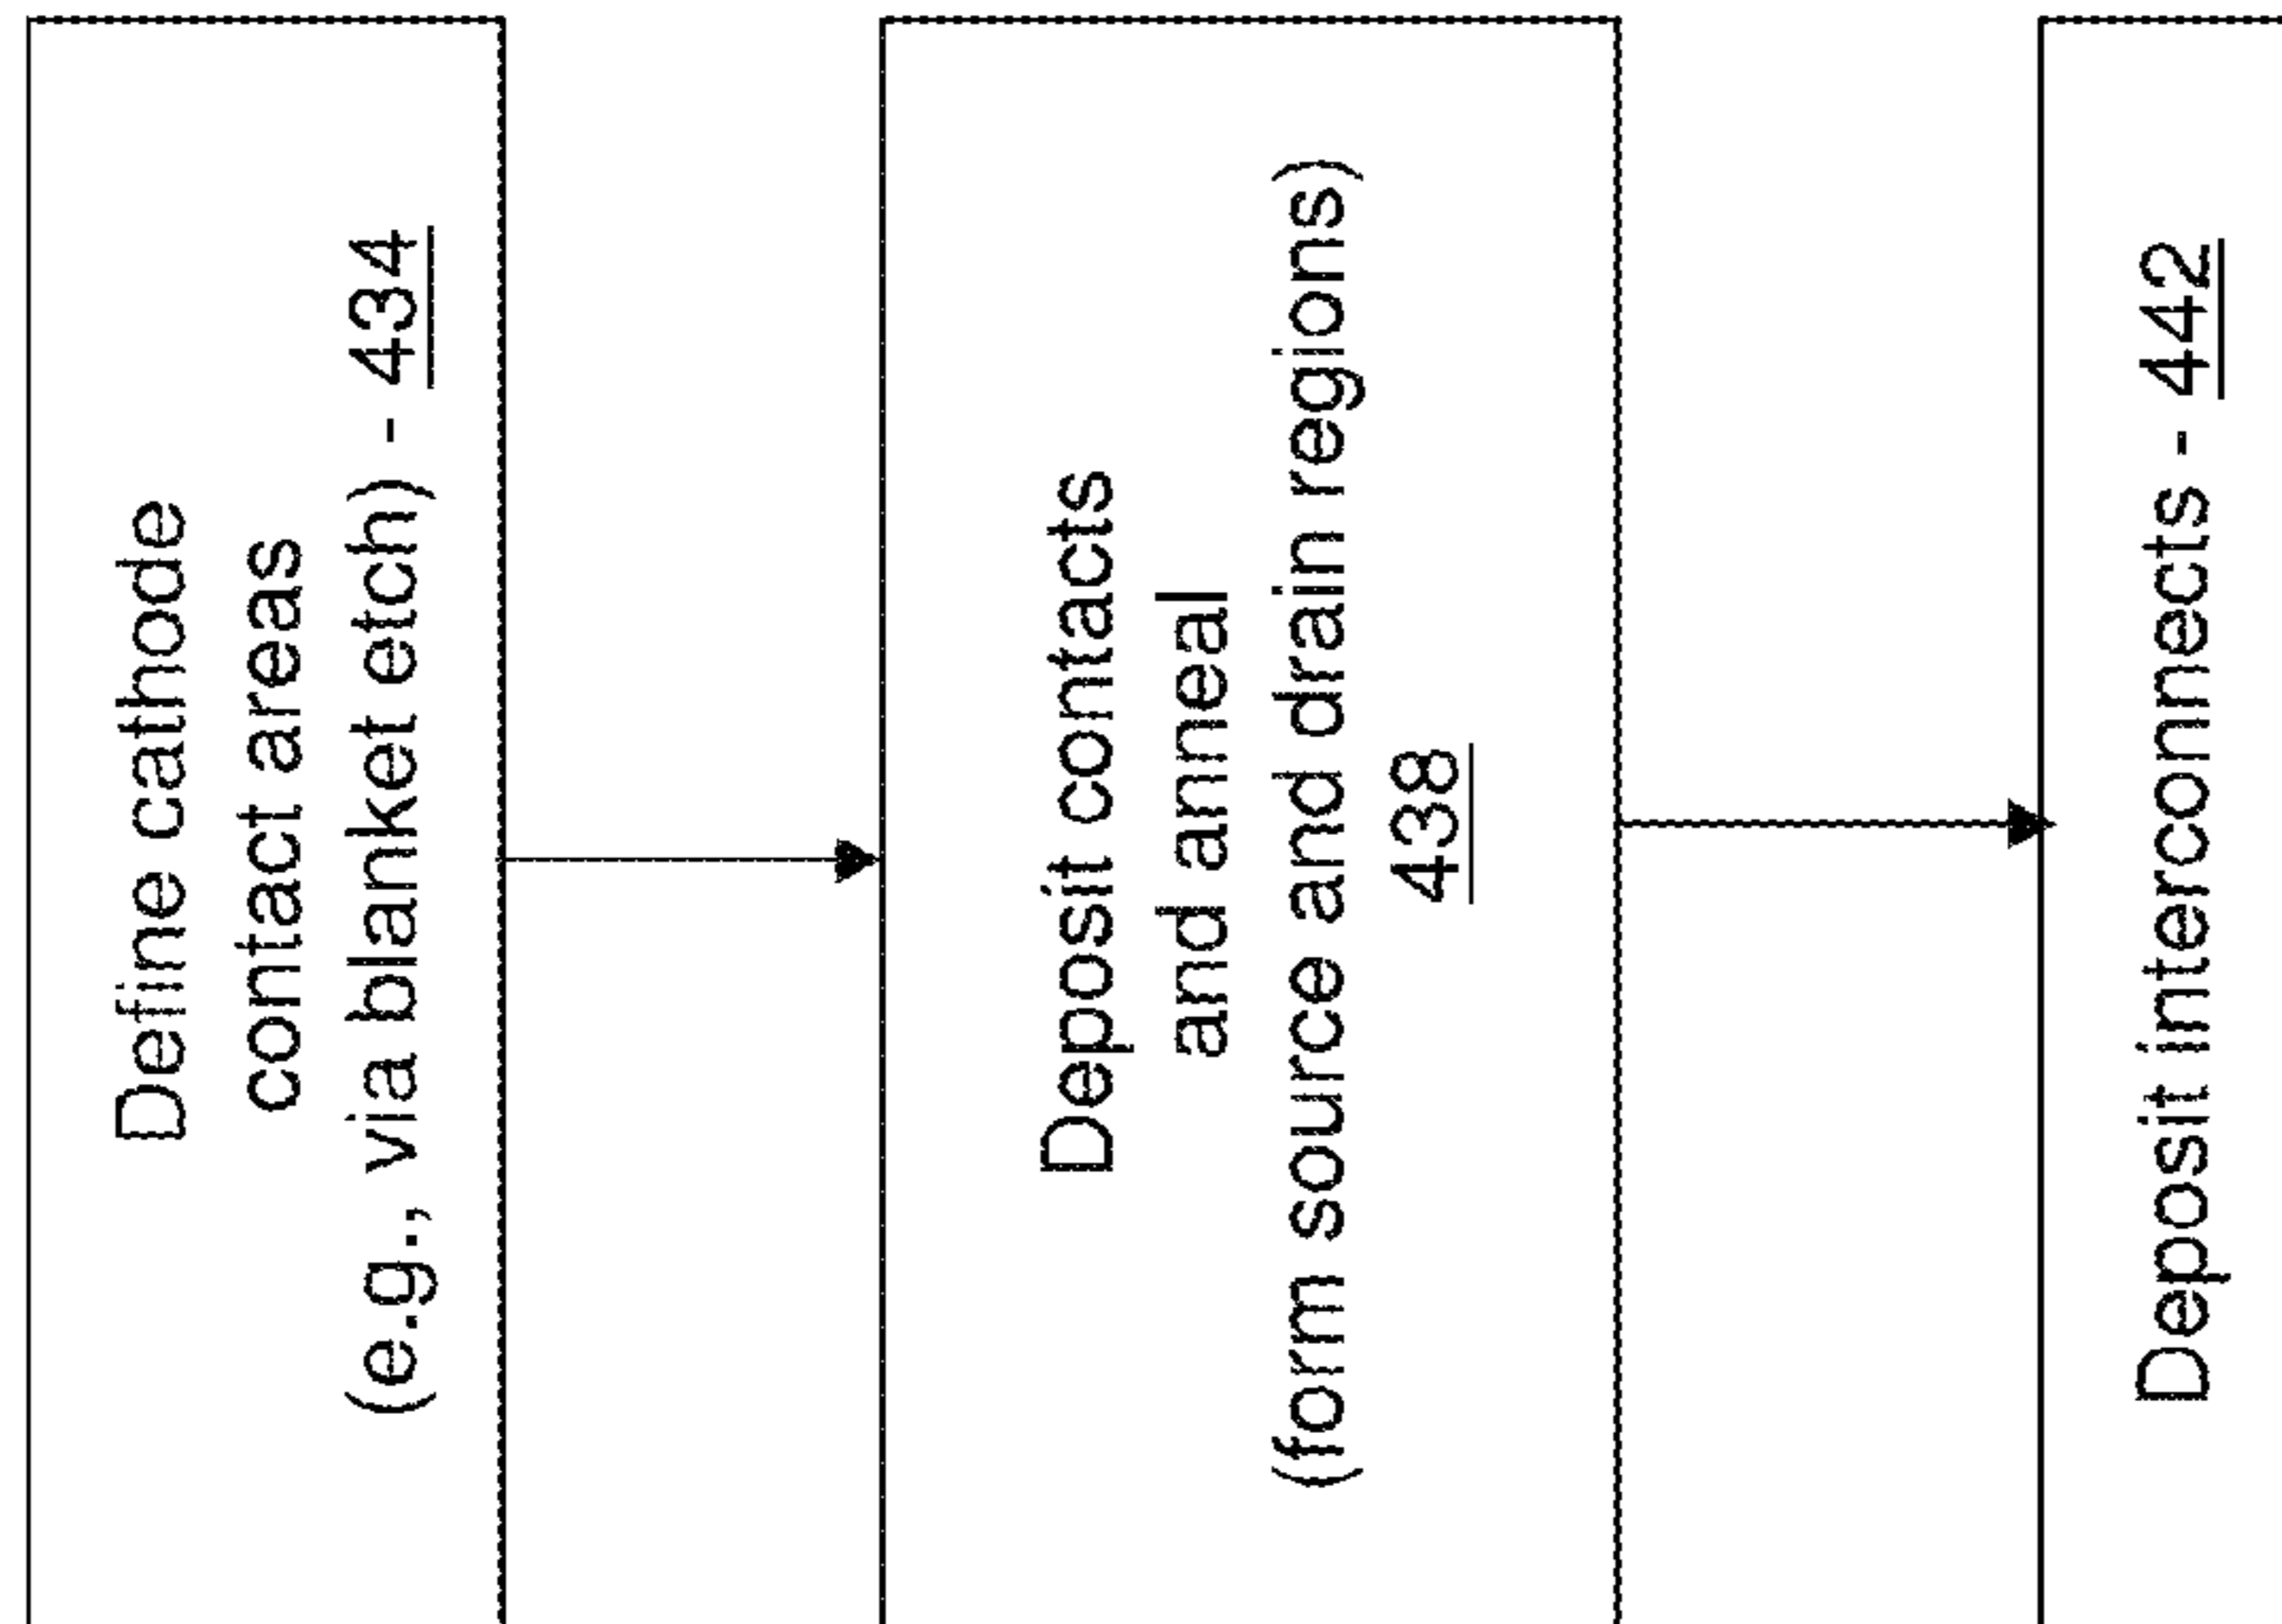 Define cathode
contact areas
(e.g., via blanket etch) - 434
Deposit contacts
and anneal
(form source and drain regions)
438
Deposit interconnects - 442